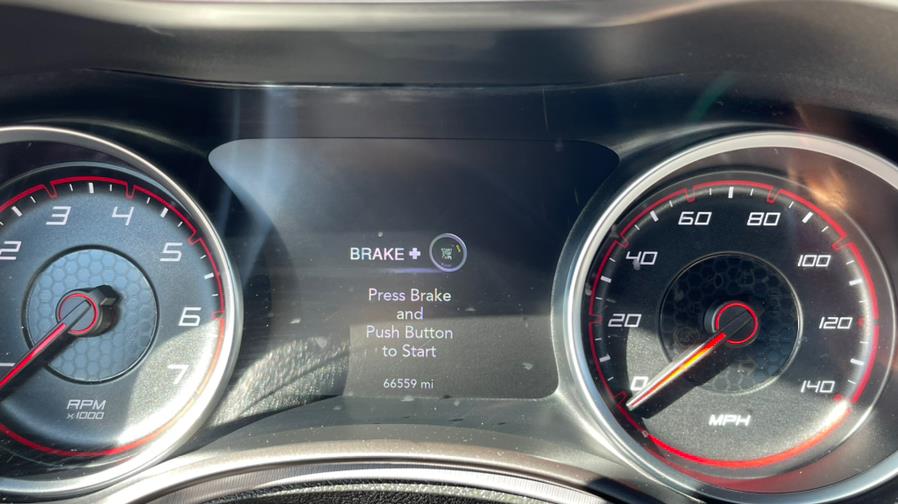 2
3
4
5
6
7
RPM
x1000
BRAKE +
Press Brake
and
Push Button
to Start
66559 mi
0
20
40
60
80
100
120
140
MPH